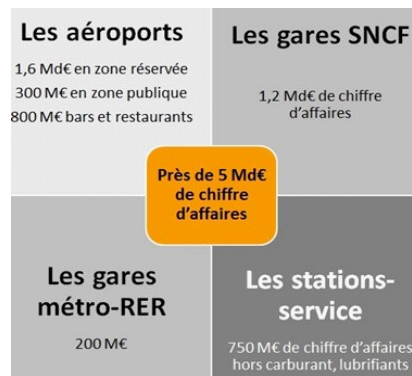 Les aéroports
1,6 Md€ en zone réservée
300 M€ en zone publique
800 M€ bars et restaurants
Les gares SNCF
1,2 Md€ de chiffre
d’affaires
Près de 5 Md€
de chiffre
d’affaires
Les gares
métro-RER
200 M€
Les stations-
service
750 M€ de chiffre d’affaires
hors carburant, lubrifiants